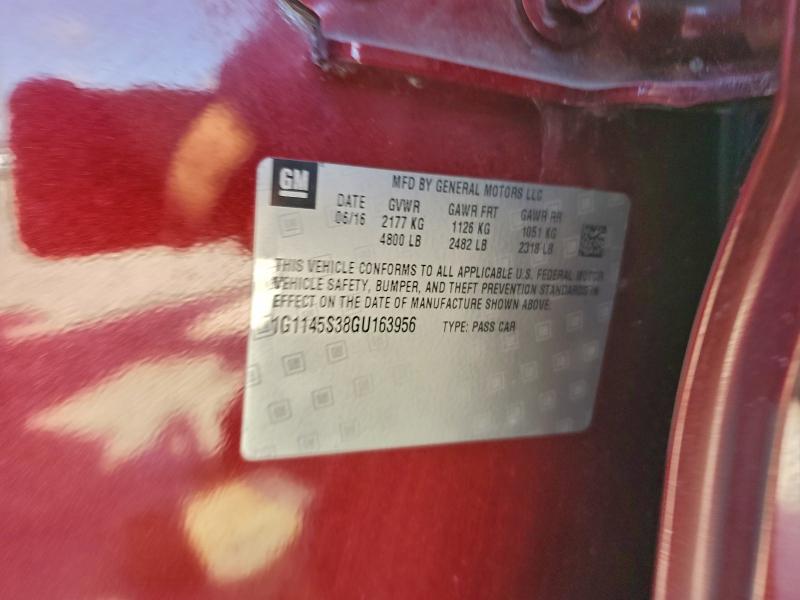 GM
MFD BY GENERAL MOTORS LLC
DATE GVWR GAWR FRT GAWR RR
06/16 2177 KG 1126 KG 1051 KG
4800 LB 2482 LB 2318 LB
THIS VEHICLE CONFORMS TO ALL APPLICABLE U.S. FEDERAL MOTOR
VEHICLE SAFETY, BUMPER, AND THEFT PREVENTION STANDARDS IN
EFFECT ON THE DATE OF MANUFACTURE SHOWN ABOVE.
1G1145S38GU163956 TYPE: PASS CAR